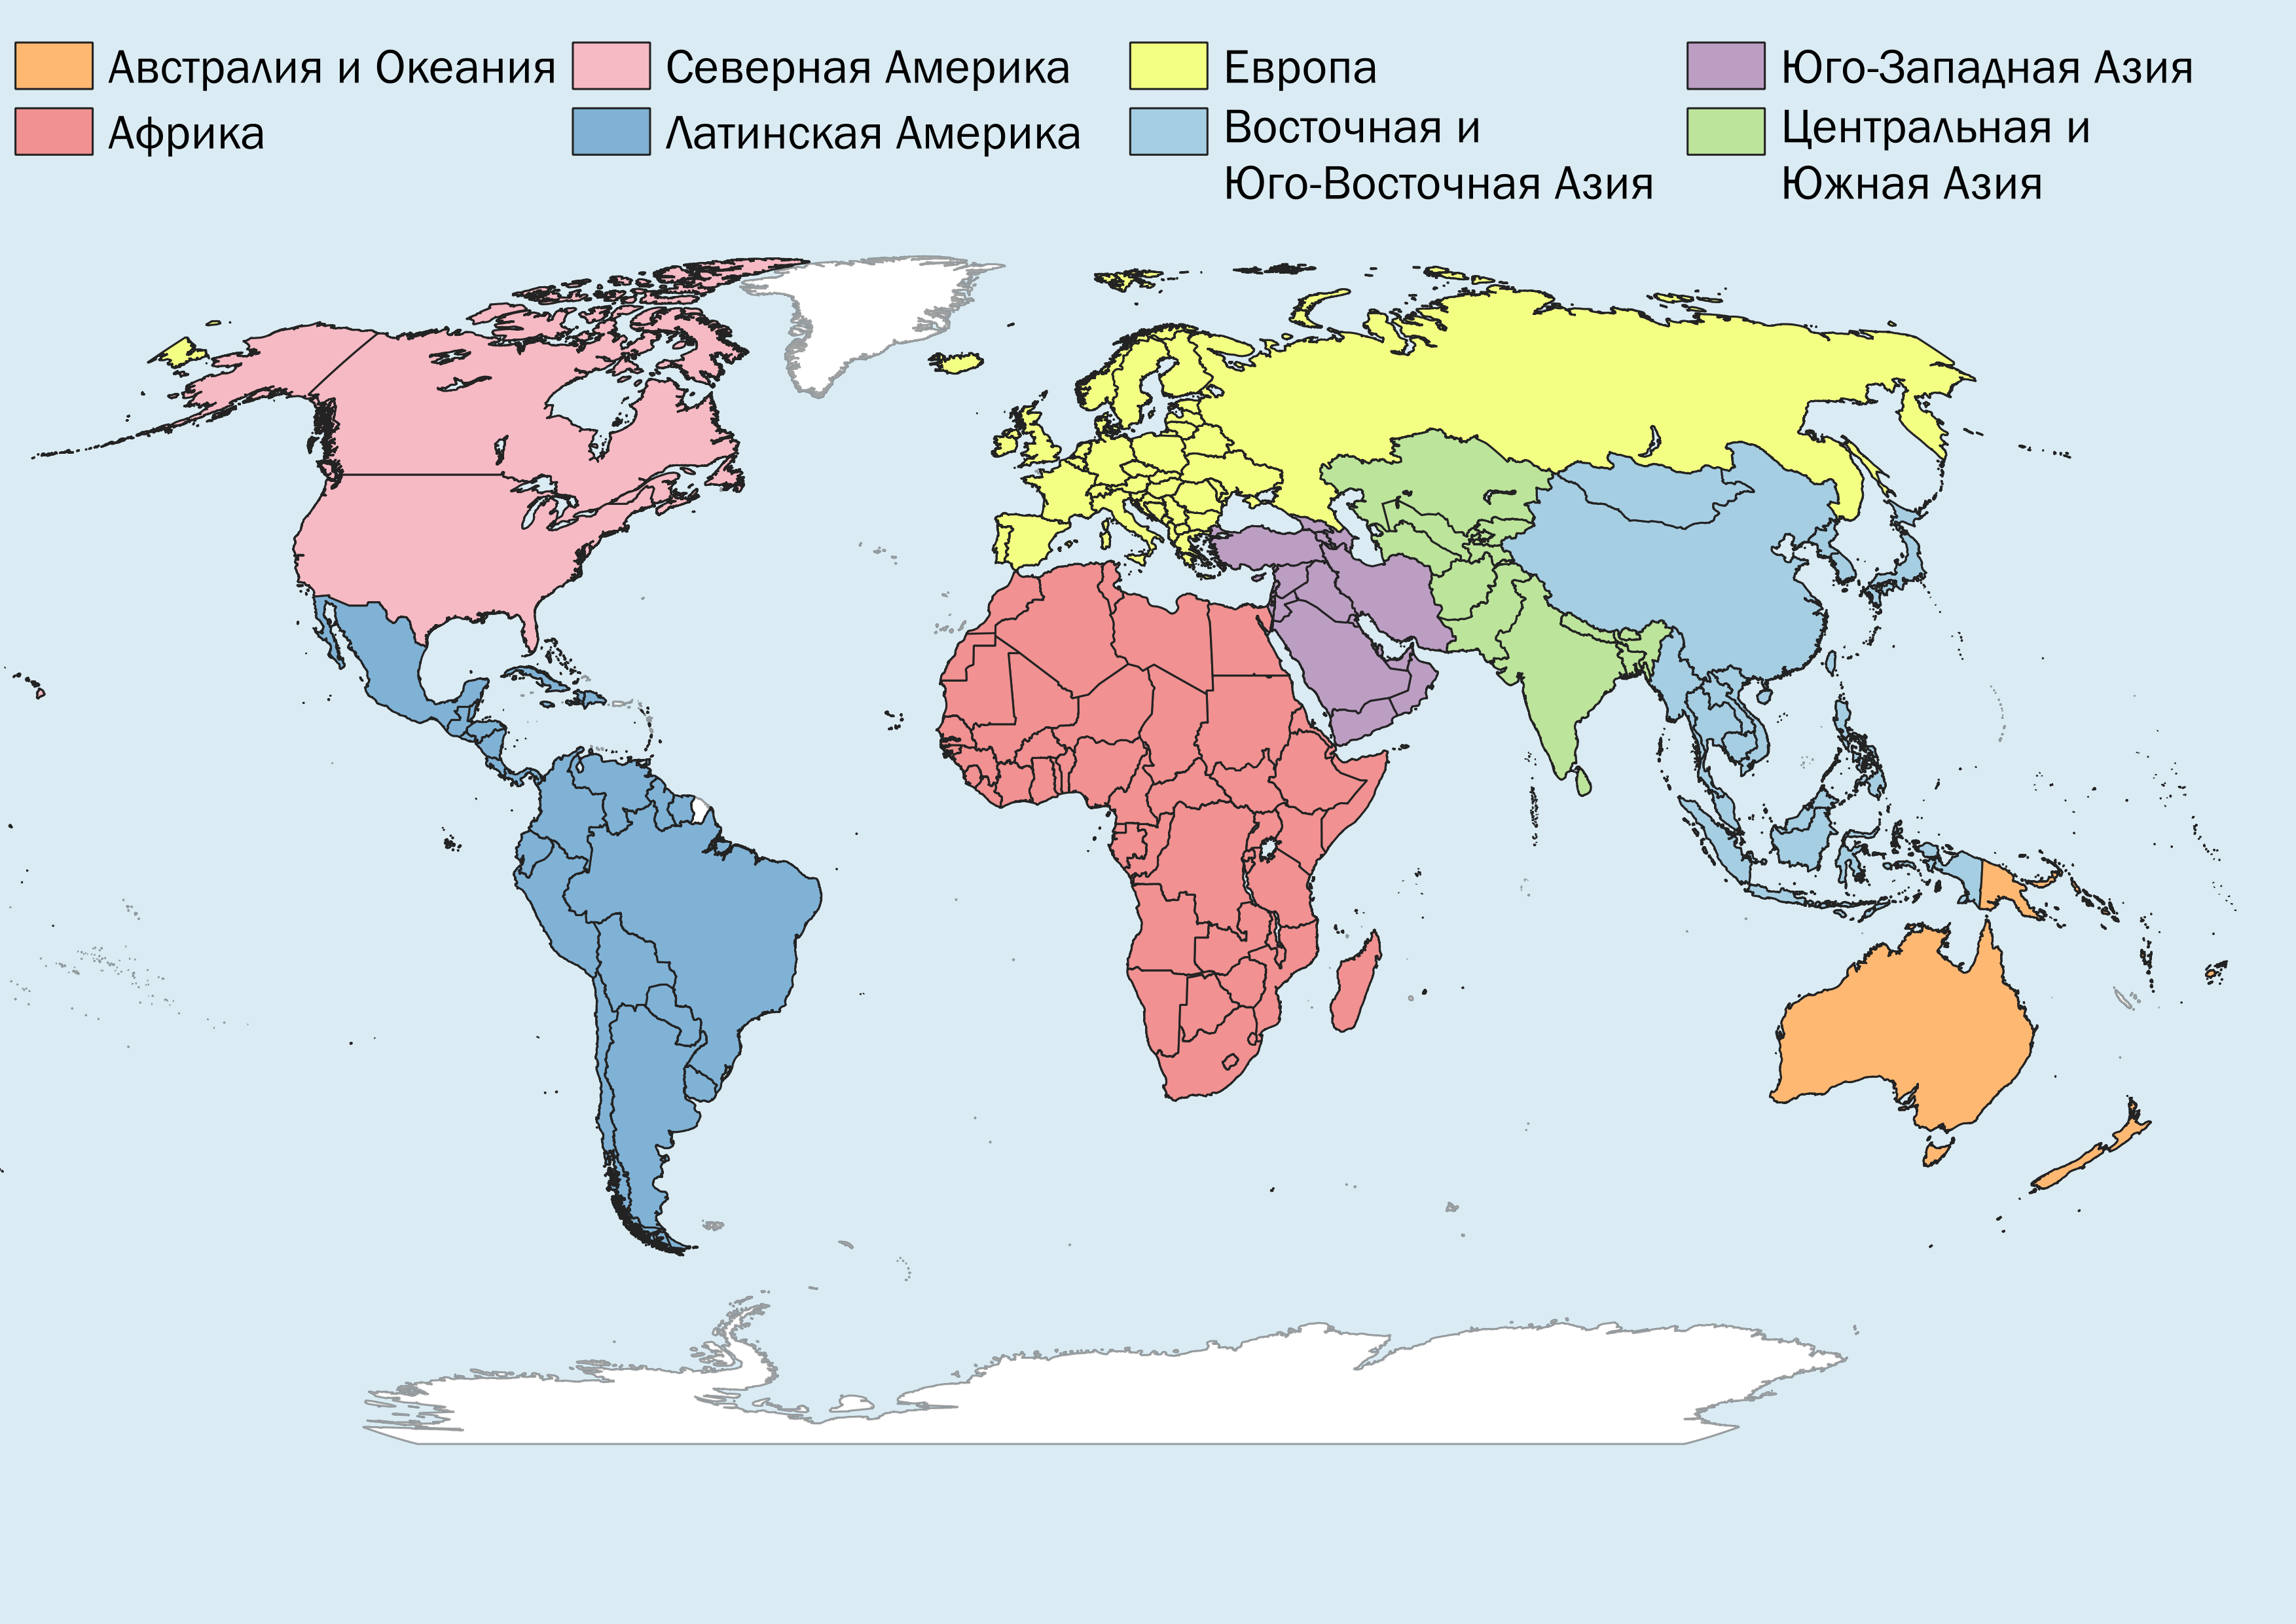 Австралия и Океания
Северная Америка
Европа
Юго-Западная Азия
Африка
Латинская Америка
Восточная и
Юго-Восточная Азия
Центральная и
Южная Азия